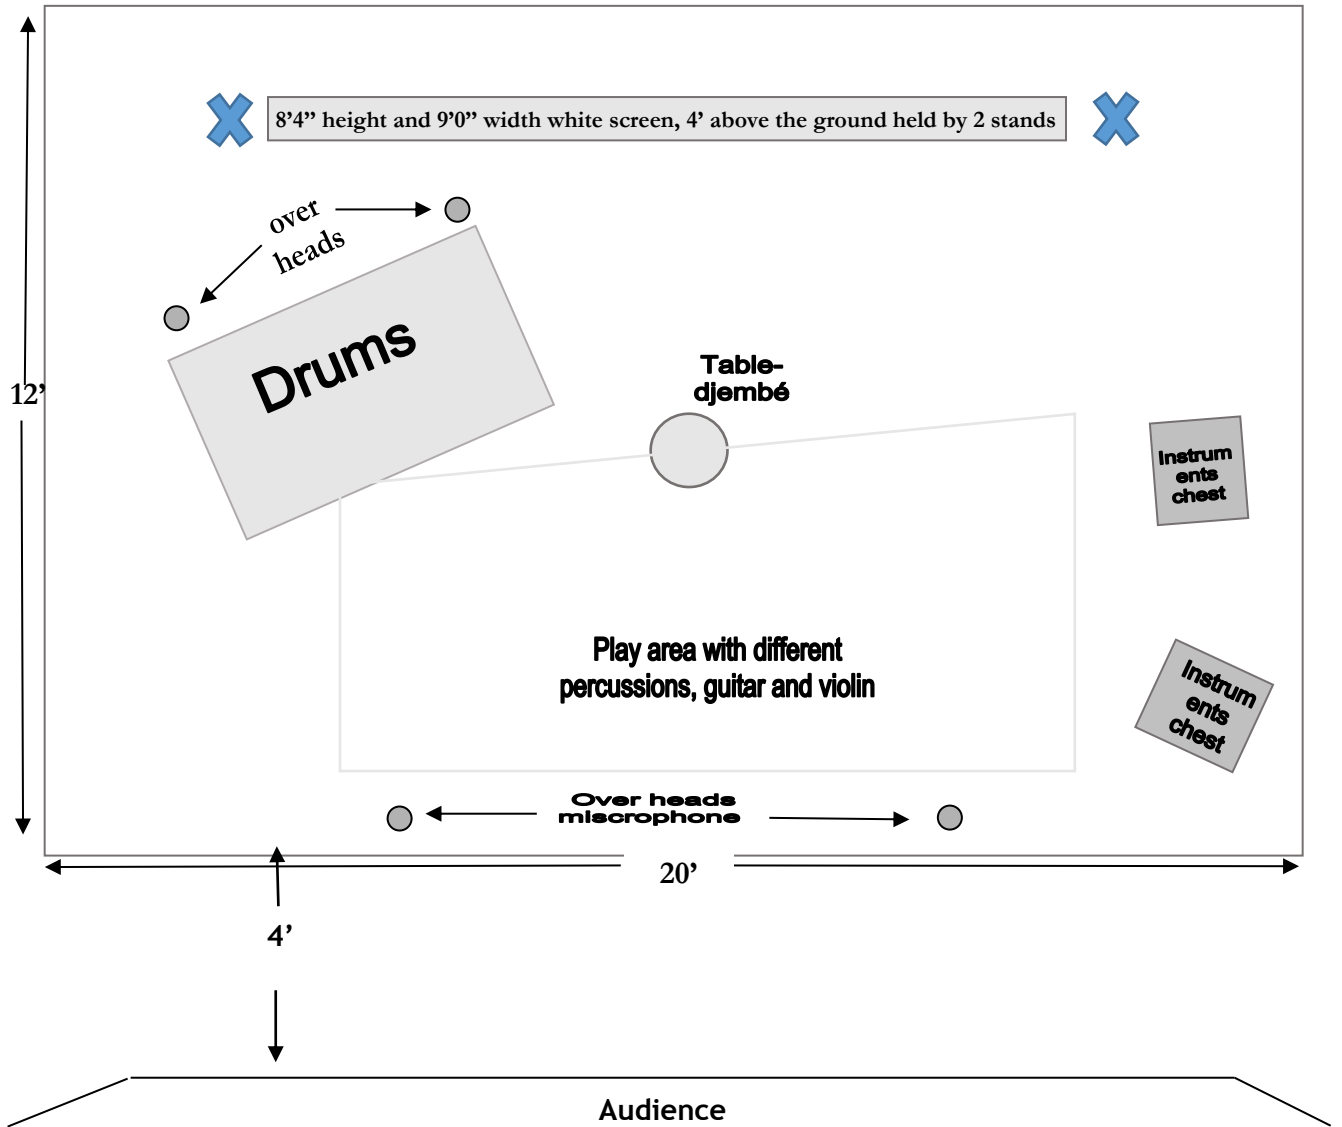 8’4” height and 9’0” width white screen, 4’ above the ground held by 2 stands
over
heads
Drums
Table-
djembé
12’
Instrum
ents
chest
Play area with different
percussions, guitar and violin
Instrum
ents
chest
Over heads
miscrophone
20’
4’
Audience